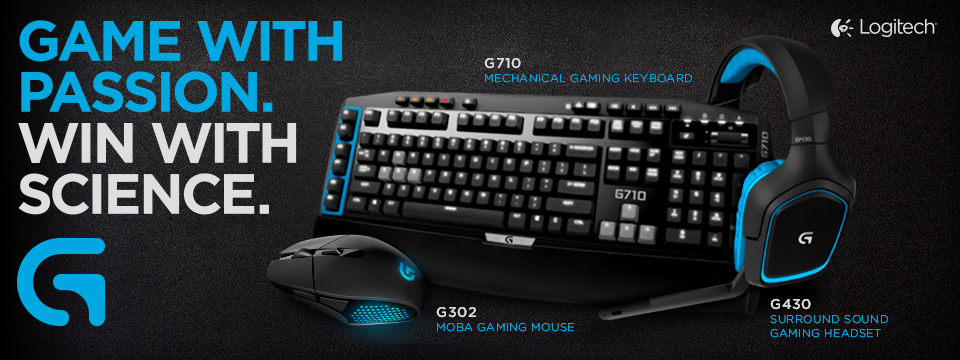 GAME WITH
PASSION.
WIN WITH
SCIENCE.
Logitech
G710
MECHANICAL GAMING KEYBOARD
G710
G710
G430
G302
MOBA GAMING MOUSE
G430
SURROUND SOUND
GAMING HEADSET